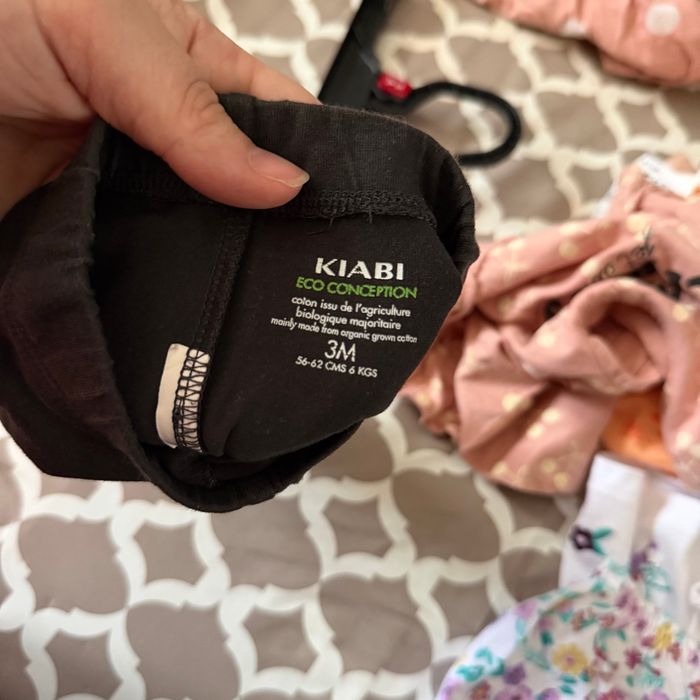 KIABI
ECO CONCEPTION
coton issu de l'agriculture
biologique majoritaire
mainly made from organic grown cotton
3M
56-62 CMS 6 KGS